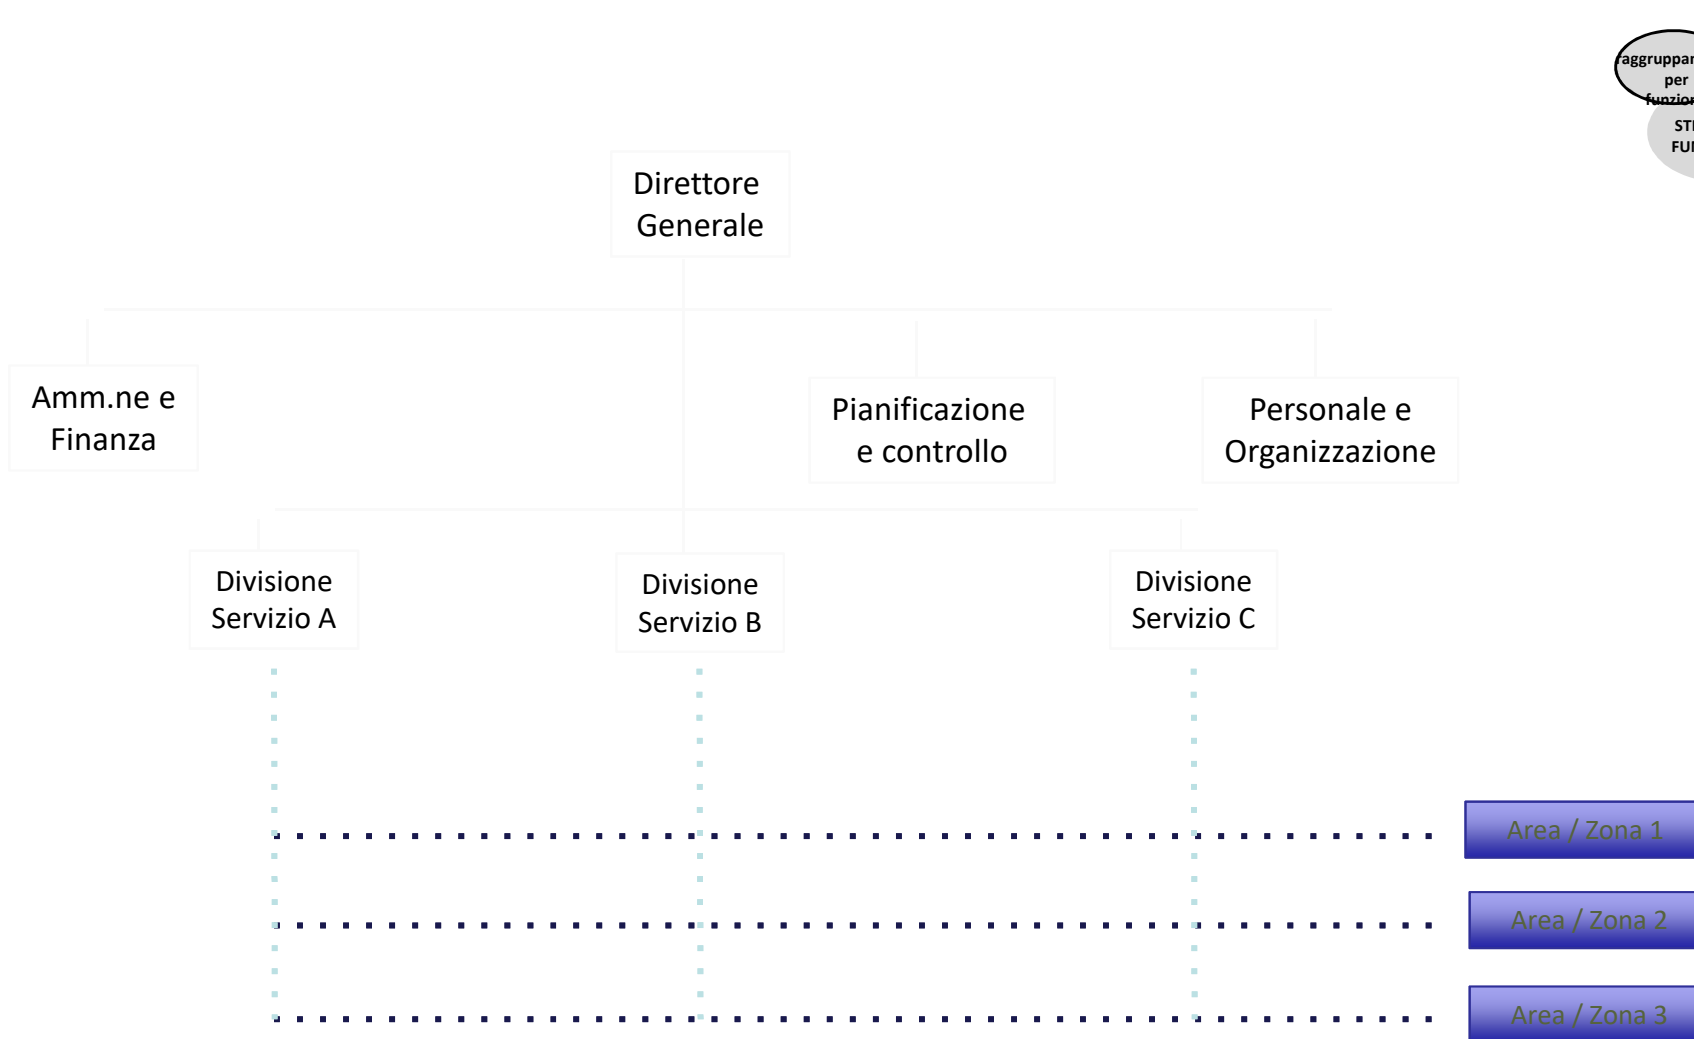 per
Direttore
Generale
Amm.ne e
Finanza
Pianificazione
e controllo
Personale e
Organizzazione
Divisione
Servizio A
Divisione
Servizio B
Divisione
Servizio C
Area / Zona 1
Area / Zona 2
Area / Zona 3